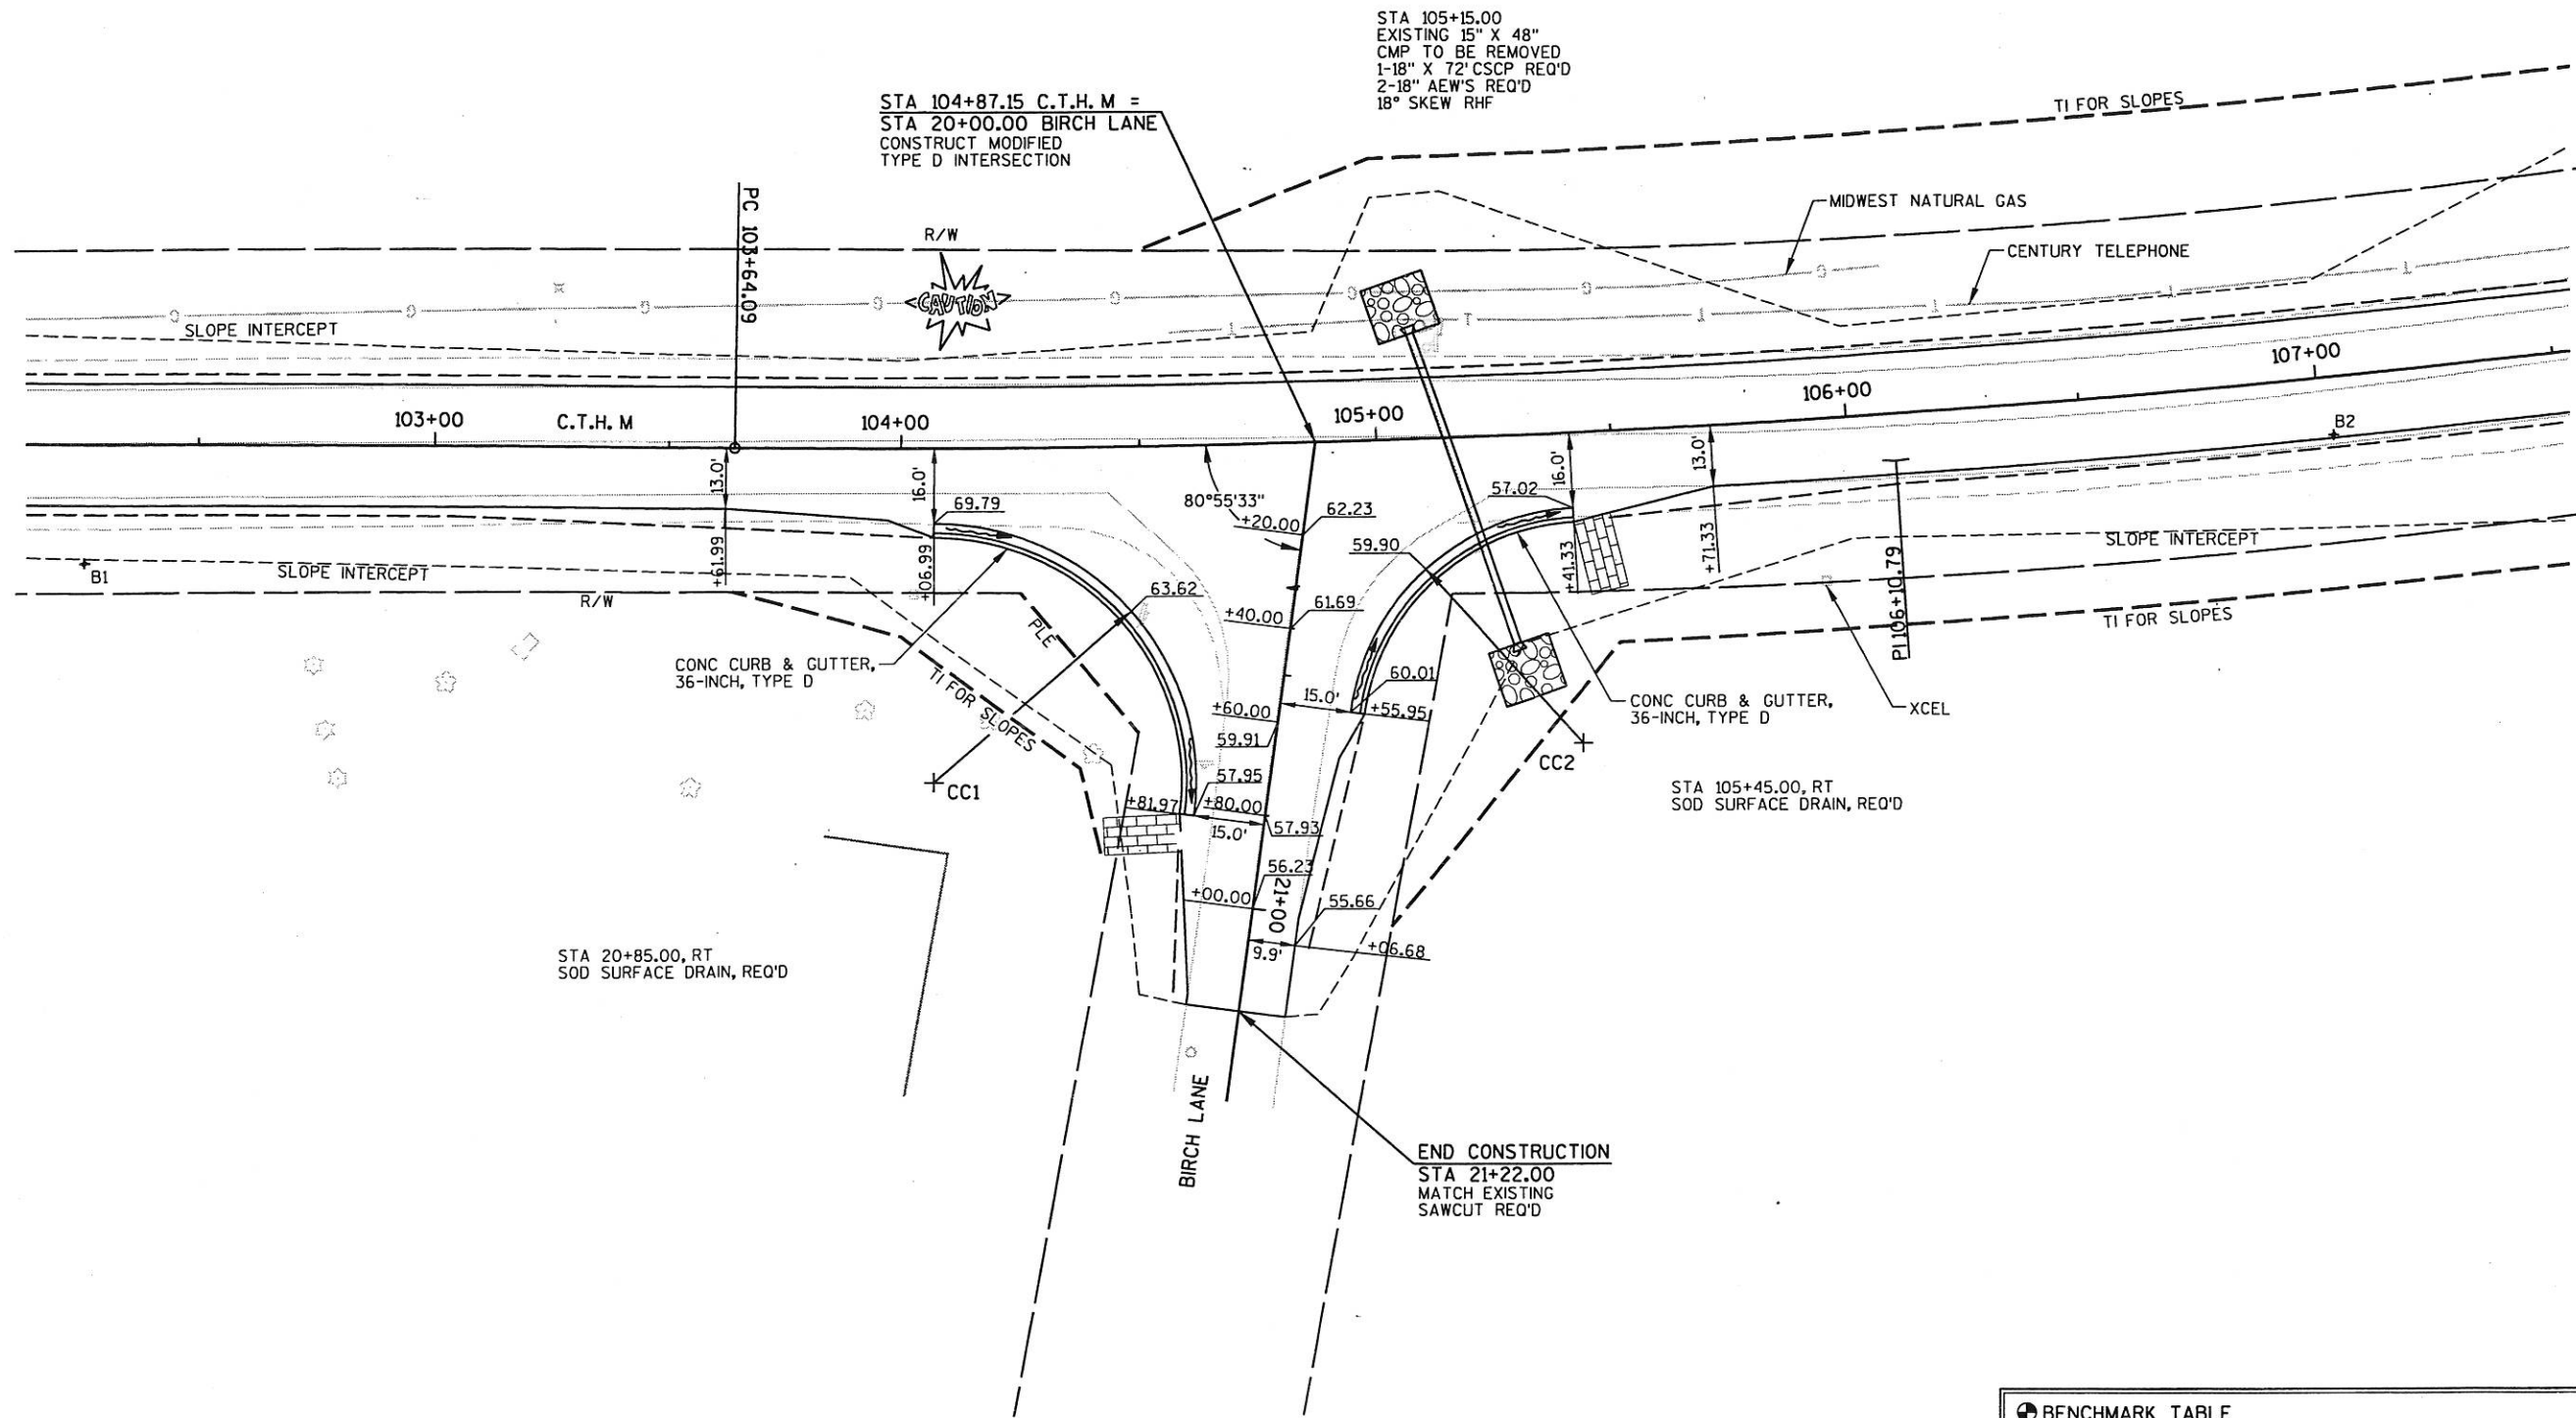 STA 105+15.00
EXISTING 15" X 48"
CMP TO BE REMOVED
1-18" X 72' CSCP REQ'D
2-18" AEW'S REQ'D
18° SKEW RHF
STA 104+87.15 C.T.H. M =
STA 20+00.00 BIRCH LANE
CONSTRUCT MODIFIED
TYPE D INTERSECTION
TI FOR SLOPES
PC 103+64.09
R/W
CAUTION
MIDWEST NATURAL GAS
CENTURY TELEPHONE
G G G G G G G G
T T T T T T
SLOPE INTERCEPT
103+00
C.T.H. M
104+00
105+00
106+00
107+00
B2
13.0'
16.0'
80°55'33"
16.0'
13.0'
69.79
+20.00
62.23
57.02
59.90
+61.99
+06.99
+41.33
+71.33
PI 106+10.79
SLOPE INTERCEPT
B1
SLOPE INTERCEPT
R/W
63.62
+40.00
61.69
PLE
TI FOR SLOPES
CONC CURB & GUTTER,
36-INCH, TYPE D
TI FOR SLOPES
15.0'
60.01
+55.95
+60.00
59.91
CONC CURB & GUTTER,
36-INCH, TYPE D
XCEL
CC1
CC2
57.95
+81.97
+80.00
15.0'
57.93
STA 105+45.00, RT
SOD SURFACE DRAIN, REQ'D
56.23
+00.00
21+00
55.66
9.9'
+06.68
STA 20+85.00, RT
SOD SURFACE DRAIN, REQ'D
BIRCH LANE
END CONSTRUCTION
STA 21+22.00
MATCH EXISTING
SAWCUT REQ'D
BENCHMARK TABLE